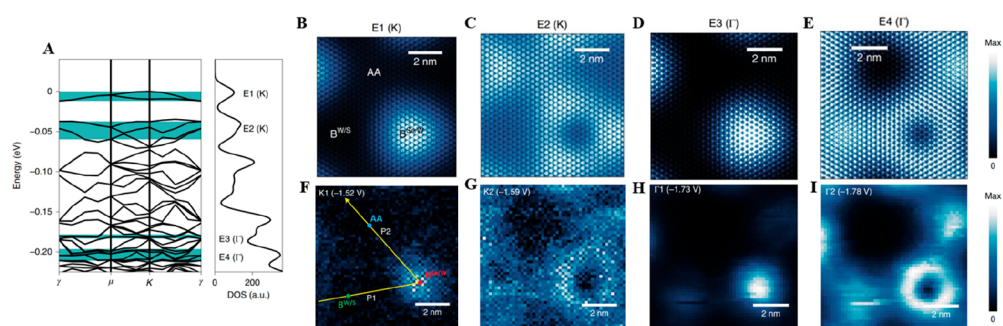 A
Energy (eV)
0
−0.05
−0.10
−0.15
−0.20
γ μ K γ
E1 (K)
E2 (K)
E3 (Γ)
E4 (Γ)
0 200
DOS (a.u.)
B
E1 (K)
2 nm
AA
B^W/S
B^Se/W
C
E2 (K)
2 nm
D
E3 (Γ)
2 nm
E
E4 (Γ)
2 nm
Max
0
F
K1 (−1.52 V)
AA
P2
B^W/S
P1
2 nm
G
K2 (−1.59 V)
2 nm
H
Γ1 (−1.73 V)
2 nm
I
Γ2 (−1.78 V)
2 nm
Max
0